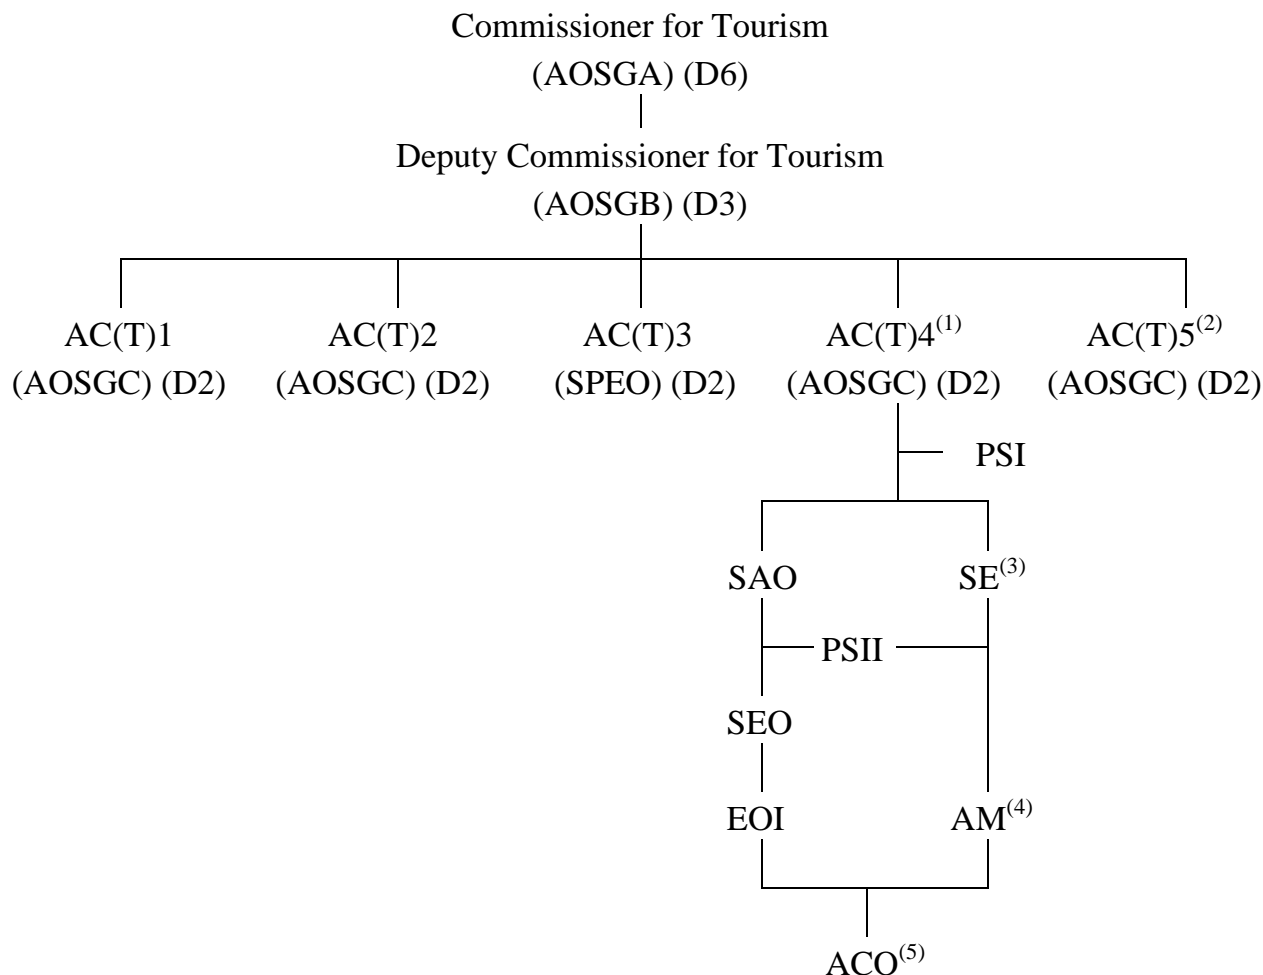 Commissioner for Tourism
(AOSGA) (D6)
Deputy Commissioner for Tourism
(AOSGB) (D3)
AC(T)1 AC(T)2 AC(T)3 AC(T)4(1) AC(T)5(2)
(AOSGC) (D2) (AOSGC) (D2) (SPEO) (D2) (AOSGC) (D2) (AOSGC) (D2)
PSI
SAO SE(3)
PSII
SEO
EOI AM(4)
ACO(5)